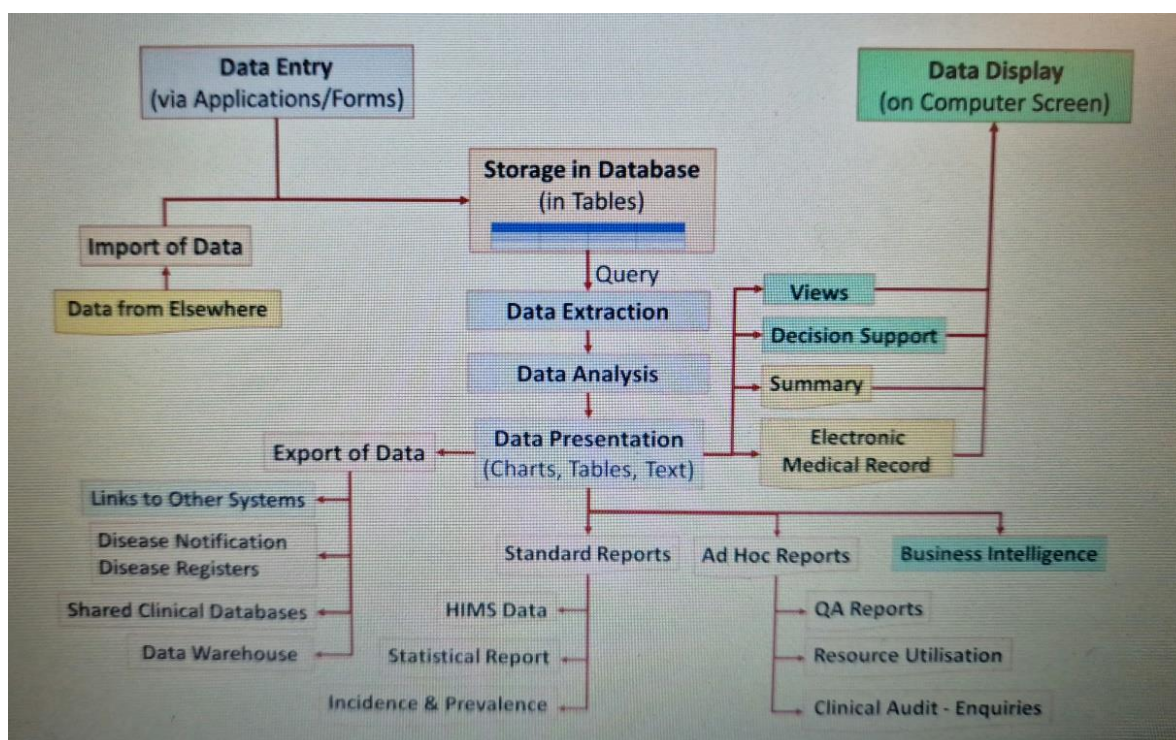 Data Entry
(via Applications/Forms)
Data Display
(on Computer Screen)
Storage in Database
(in Tables)
Import of Data
Data from Elsewhere
Query
Data Extraction
Data Analysis
Data Presentation
(Charts, Tables, Text)
Views
Decision Support
Summary
Electronic
Medical Record
Export of Data
Links to Other Systems
Disease Notification
Disease Registers
Shared Clinical Databases
Data Warehouse
Standard Reports
HIMS Data
Statistical Report
Incidence & Prevalence
Ad Hoc Reports
QA Reports
Resource Utilisation
Clinical Audit - Enquiries
Business Intelligence